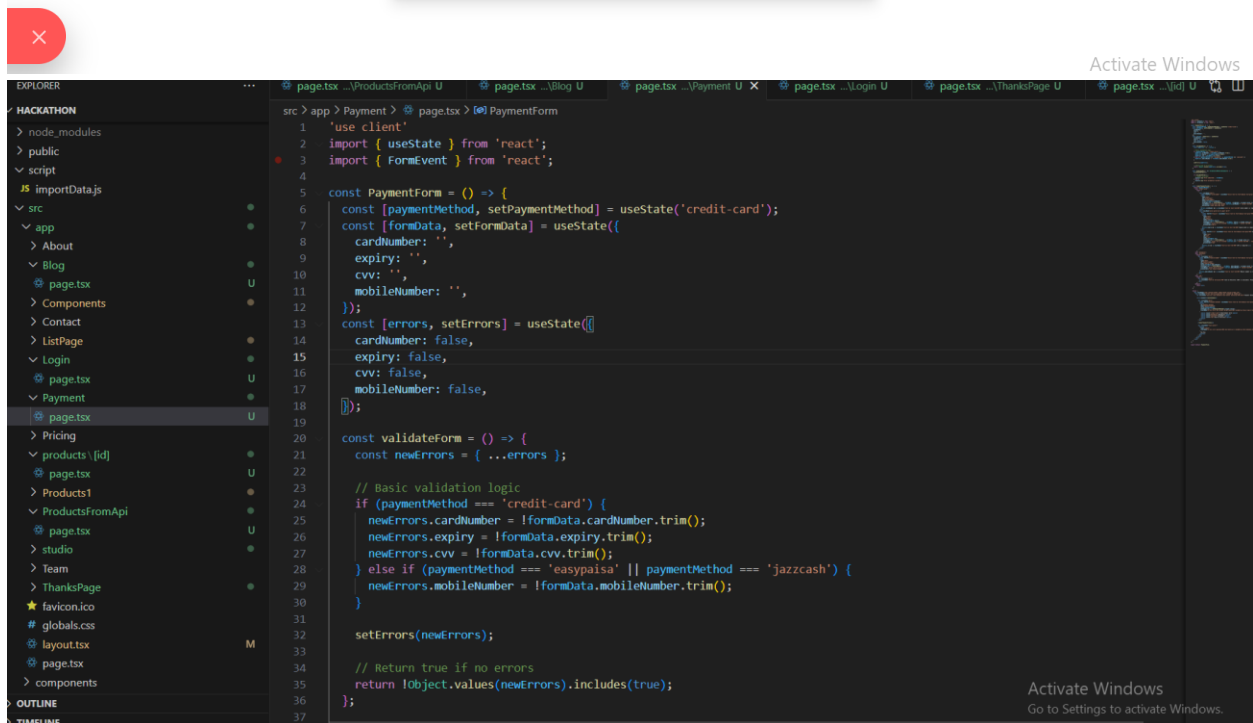 Activate Windows
EXPLORER
HACKATHON
node_modules
public
script
JS importData.js
src
app
About
Blog
page.tsx U
Components
Contact
ListPage
Login
page.tsx U
Payment
page.tsx U
Pricing
products\[id]
page.tsx U
Products1
ProductsFromApi
page.tsx U
studio
Team
ThanksPage
favicon.ico
# globals.css
layout.tsx M
page.tsx
components
OUTLINE
TIMELINE
page.tsx ...\ProductsFromApi U page.tsx ...\Blog U page.tsx ...\Payment U page.tsx ...\Login U page.tsx ...\ThanksPage U page.tsx ...\[id] U
src > app > Payment > page.tsx > PaymentForm
1 'use client'
2 import { useState } from 'react';
3 import { FormEvent } from 'react';
4
5 const PaymentForm = () => {
6 const [paymentMethod, setPaymentMethod] = useState('credit-card');
7 const [formData, setFormData] = useState({
8 cardNumber: '',
9 expiry: '',
10 cvv: '',
11 mobileNumber: '',
12 });
13 const [errors, setErrors] = useState({
14 cardNumber: false,
15 expiry: false,
16 cvv: false,
17 mobileNumber: false,
18 });
19
20 const validateForm = () => {
21 const newErrors = { ...errors };
22
23 // Basic validation logic
24 if (paymentMethod === 'credit-card') {
25 newErrors.cardNumber = !formData.cardNumber.trim();
26 newErrors.expiry = !formData.expiry.trim();
27 newErrors.cvv = !formData.cvv.trim();
28 } else if (paymentMethod === 'easypaisa' || paymentMethod === 'jazzcash') {
29 newErrors.mobileNumber = !formData.mobileNumber.trim();
30 }
31
32 setErrors(newErrors);
33
34 // Return true if no errors
35 return !Object.values(newErrors).includes(true);
36 };
37
Activate Windows
Go to Settings to activate Windows.